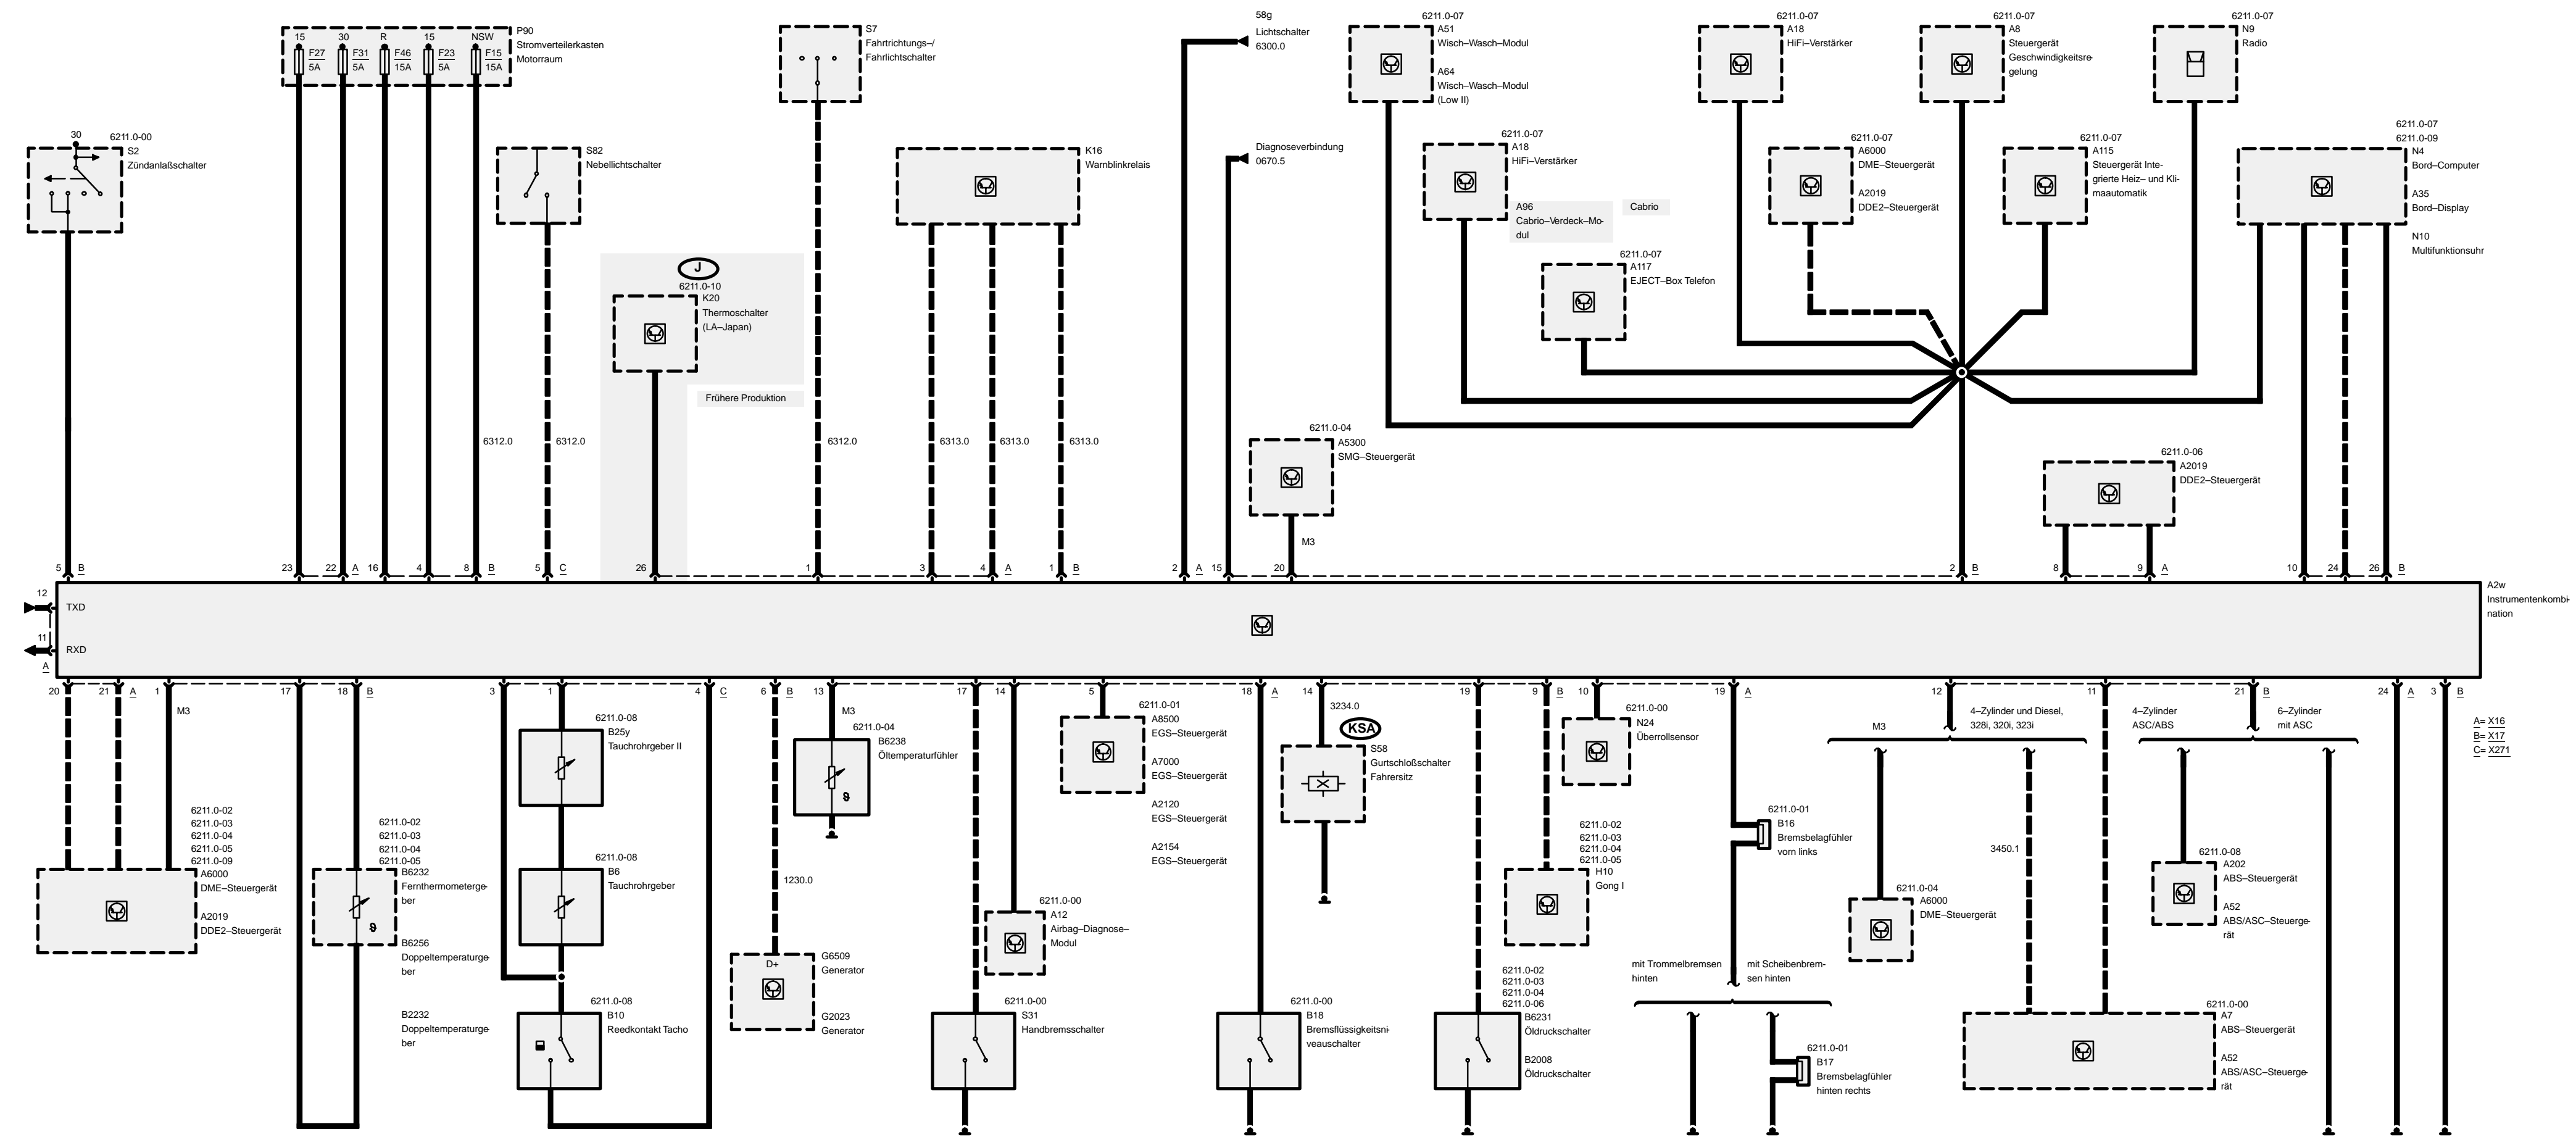 15
30
R
15
NSW
F27
5A
F31
5A
F46
15A
F23
5A
F15
15A
P90
Stromverteilerkasten
Motorraum
S7
Fahrtrichtungs–/
Fahrlichtschalter
58g
Lichtschalter
6300.0
6211.0-07
A51
Wisch–Wasch–Modul
A64
Wisch–Wasch–Modul
(Low II)
6211.0-07
A18
HiFi–Verstärker
6211.0-07
A8
Steuergerät
Geschwindigkeitsre-
gelung
6211.0-07
N9
Radio
30
6211.0-00
S2
Zündanlaßschalter
S82
Nebellichtschalter
K16
Warnblinkrelais
Diagnoseverbindung
0670.5
6211.0-07
A18
HiFi–Verstärker
A96
Cabrio–Verdeck–Mo-
dul
Cabrio
6211.0-07
A6000
DME–Steuergerät
A2019
DDE2–Steuergerät
6211.0-07
A115
Steuergerät Inte-
grierte Heiz– und Kli-
maautomatik
6211.0-07
6211.0-09
N4
Bord–Computer
A35
Bord–Display
N10
Multifunktionsuhr
J
6211.0-10
K20
Thermoschalter
(LA–Japan)
Frühere Produktion
6211.0-07
A117
EJECT–Box Telefon
6312.0
6312.0
6312.0
6313.0
6313.0
6313.0
6211.0-04
A5300
SMG–Steuergerät
M3
6211.0-06
A2019
DDE2–Steuergerät
5
B
23
22
A
16
4
8
B
5
C
26
1
3
4
A
1
B
2
A
15
20
2
B
8
9
A
10
24
26
B
12
TXD
11
RXD
A
A2w
Instrumentenkombi-
nation
20
21
A
1
17
18
B
3
1
4
C
6
B
13
17
14
5
18
A
14
19
9
B
10
19
A
12
11
21
B
24
A
3
B
A= X16
B= X17
C= X271
M3
6211.0-02
6211.0-03
6211.0-04
6211.0-05
6211.0-09
A6000
DME–Steuergerät
A2019
DDE2–Steuergerät
6211.0-02
6211.0-03
6211.0-04
6211.0-05
B6232
Fernthermometerge-
ber
B6256
Doppeltemperaturge-
ber
B2232
Doppeltemperaturge-
ber
6211.0-08
B25y
Tauchrohrgeber II
6211.0-08
B6
Tauchrohrgeber
6211.0-08
B10
Reedkontakt Tacho
1230.0
D+
G6509
Generator
G2023
Generator
M3
6211.0-04
B6238
Öltemperaturfühler
6211.0-00
S31
Handbremsschalter
6211.0-00
A12
Airbag–Diagnose–
Modul
6211.0-01
A8500
EGS–Steuergerät
A7000
EGS–Steuergerät
A2120
EGS–Steuergerät
A2154
EGS–Steuergerät
6211.0-00
B18
Bremsflüssigkeitsni-
veauschalter
3234.0
KSA
S58
Gurtschloßschalter
Fahrersitz
6211.0-02
6211.0-03
6211.0-04
6211.0-06
B6231
Öldruckschalter
B2008
Öldruckschalter
6211.0-02
6211.0-03
6211.0-04
6211.0-05
H10
Gong I
6211.0-00
N24
Überrollsensor
6211.0-01
B16
Bremsbelagfühler
vorn links
mit Trommelbremsen
hinten
mit Scheibenbrem-
sen hinten
6211.0-01
B17
Bremsbelagfühler
hinten rechts
M3
4–Zylinder und Diesel,
328i, 320i, 323i
6211.0-04
A6000
DME–Steuergerät
3450.1
4–Zylinder
ASC/ABS
6–Zylinder
mit ASC
6211.0-08
A202
ABS–Steuergerät
A52
ABS/ASC–Steuerge-
rät
6211.0-00
A7
ABS–Steuergerät
A52
ABS/ASC–Steuerge-
rät